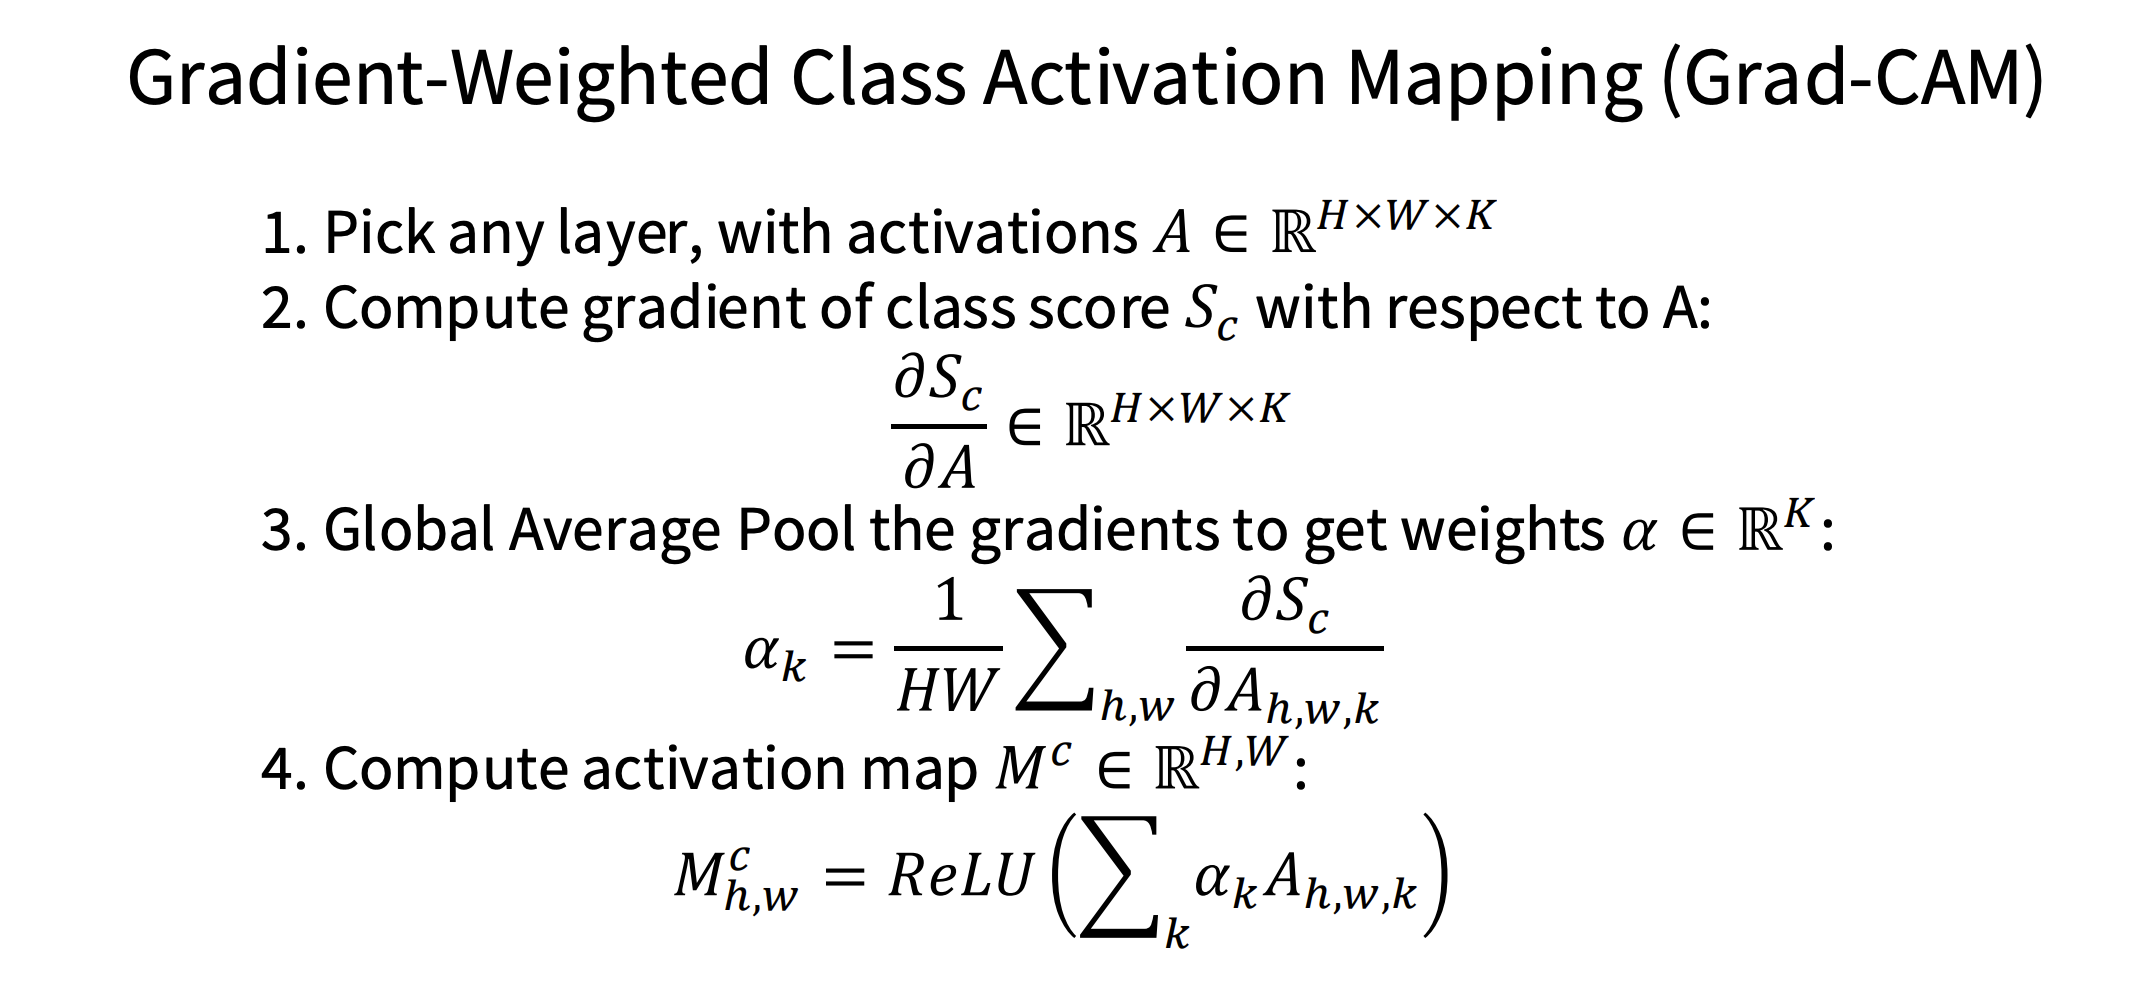 Gradient-Weighted Class Activation Mapping (Grad-CAM)
1. Pick any layer, with activations $A \in \mathbb{R}^{H \times W \times K}$
2. Compute gradient of class score $S_c$ with respect to A:
$\frac{\partial S_c}{\partial A} \in \mathbb{R}^{H \times W \times K}$
3. Global Average Pool the gradients to get weights $\alpha \in \mathbb{R}^K$:
$\alpha_k = \frac{1}{HW} \sum_{h,w} \frac{\partial S_c}{\partial A_{h,w,k}}$
4. Compute activation map $M^c \in \mathbb{R}^{H,W}$:
$M^c_{h,w} = ReLU\left(\sum_k \alpha_k A_{h,w,k}\right)$